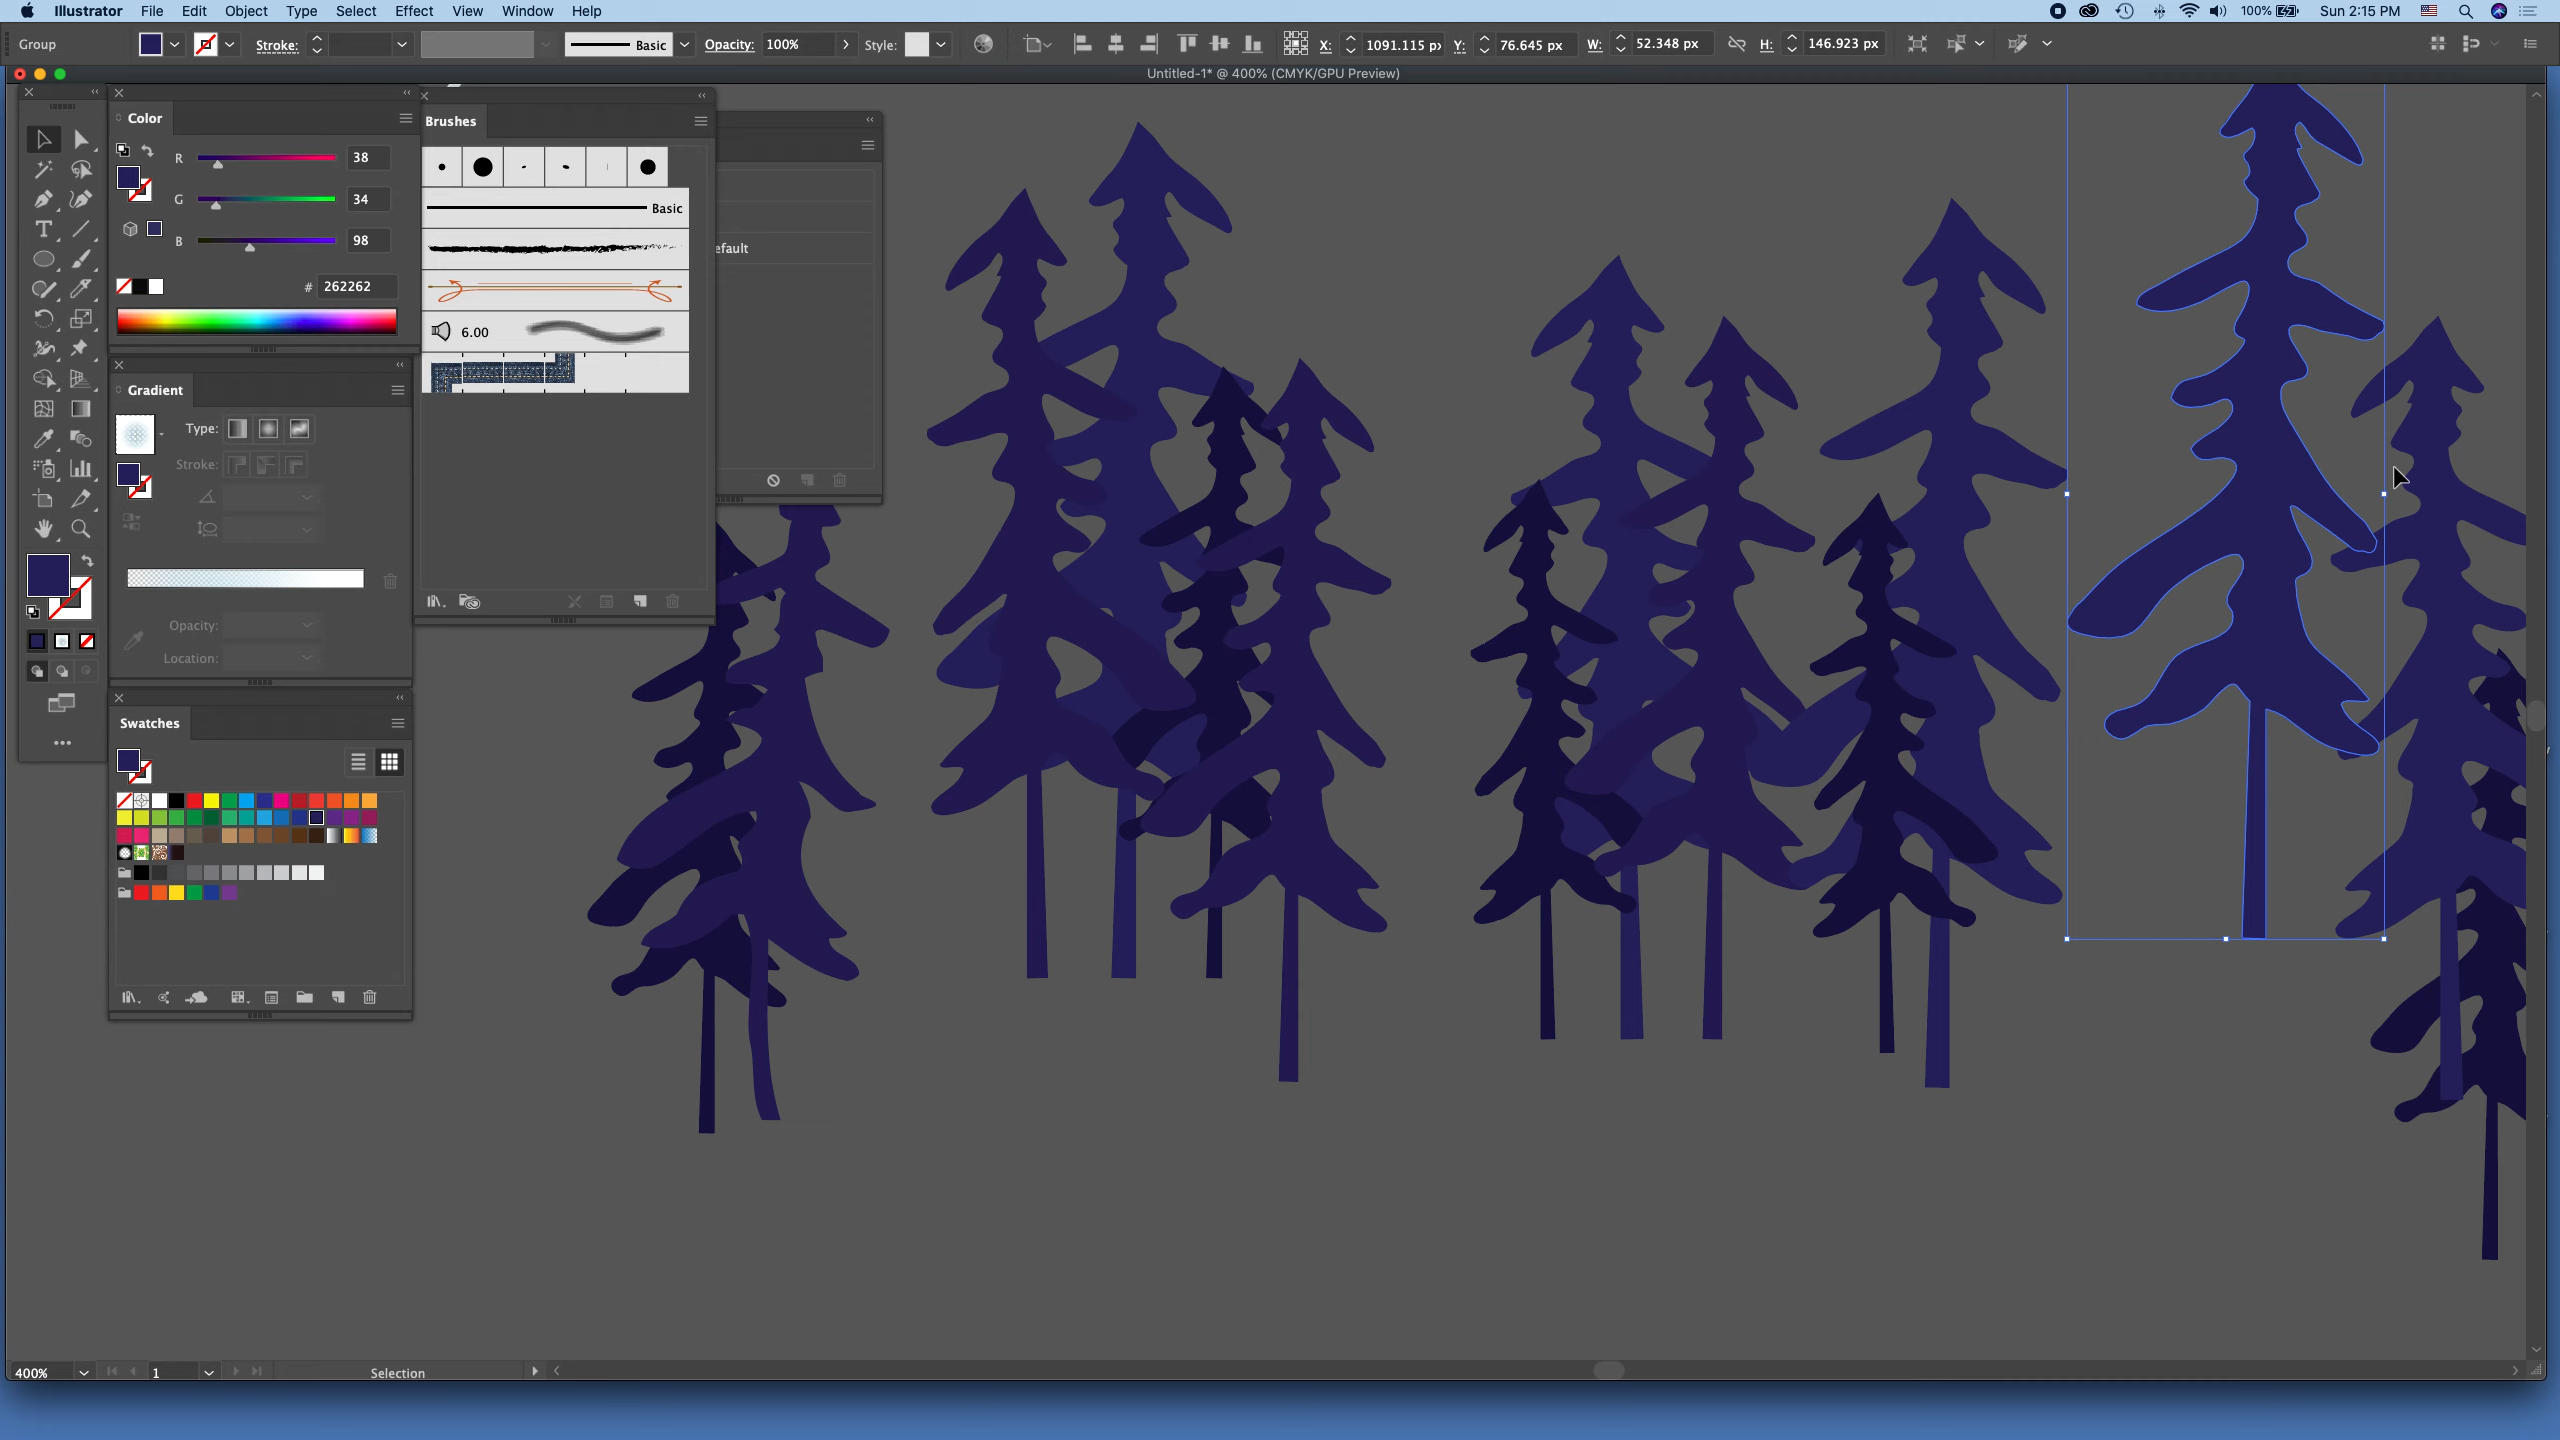 Illustrator File Edit Object Type Select Effect View Window Help 100% Sun 2:15 PM
Group Stroke: Basic Opacity: 100% Style: X: 1091.115 px Y: 76.645 px W: 52.348 px H: 146.923 px
Untitled-1* @ 400% (CMYK/GPU Preview)
Color
R 38
G 34
B 98
# 262262
Brushes
Basic
6.00
efault
Gradient
Type:
Stroke:
Opacity:
Location:
Swatches
400% 1 Selection